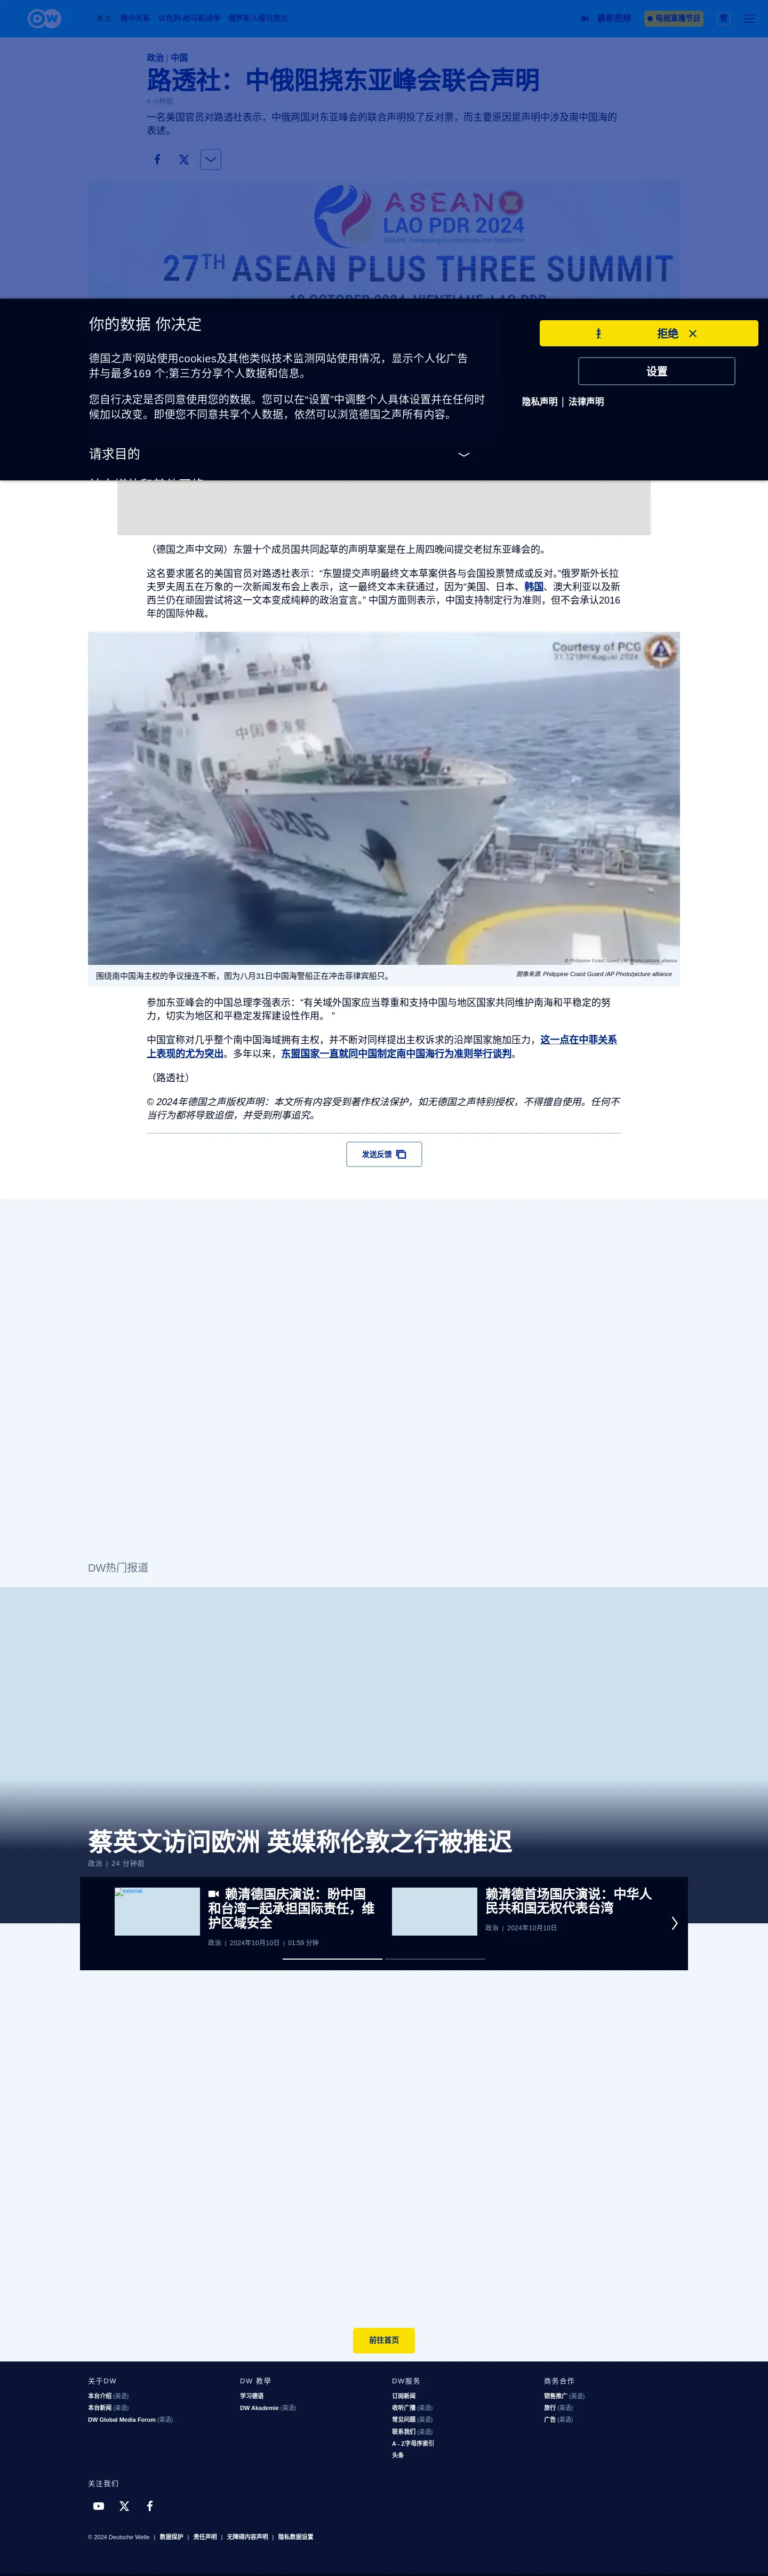 DW
焦点 德中关系 以色列-哈马斯战争 俄罗斯入侵乌克兰
最新视频 电视直播节目 繁
政治 | 中国
路透社：中俄阻挠东亚峰会联合声明
4 小时前
一名美国官员对路透社表示，中俄两国对东亚峰会的联合声明投了反对票，而主要原因是声明中涉及南中国海的
表述。
ASEAN
LAO PDR 2024
ASEAN: Enhancing Connectivity and Resilience
27TH ASEAN PLUS THREE SUMMIT
你的数据 你决定
拒绝
德国之声'网站使用cookies及其他类似技术监测网站使用情况，显示个人化广告
并与最多169 个;第三方分享个人数据和信息。
设置
您自行决定是否同意使用您的数据。您可以在“设置”中调整个人具体设置并在任何时
候加以改变。即便您不同意共享个人数据，依然可以浏览德国之声所有内容。
隐私声明 | 法律声明
请求目的
（德国之声中文网）东盟十个成员国共同起草的声明草案是在上周四晚间提交老挝东亚峰会的。
这名要求匿名的美国官员对路透社表示：“东盟提交声明最终文本草案供各与会国投票赞成或反对。”俄罗斯外长拉
夫罗夫周五在万象的一次新闻发布会上表示，这一最终文本未获通过，因为“美国、日本、韩国、澳大利亚以及新
西兰仍在顽固尝试将这一文本变成纯粹的政治宣言。” 中国方面则表示，中国支持制定行为准则，但不会承认2016
年的国际仲裁。
Courtesy of PCG
中国 海警
5205
© Philippine Coast Guard /AP Photo/picture alliance
围绕南中国海主权的争议接连不断，图为八月31日中国海警船正在冲击菲律宾船只。
图像来源: Philippine Coast Guard /AP Photo/picture alliance
参加东亚峰会的中国总理李强表示：“有关域外国家应当尊重和支持中国与地区国家共同维护南海和平稳定的努
力，切实为地区和平稳定发挥建设性作用。 ”
中国宣称对几乎整个南中国海域拥有主权，并不断对同样提出主权诉求的沿岸国家施加压力，这一点在中菲关系
上表现的尤为突出。多年以来，东盟国家一直就同中国制定南中国海行为准则举行谈判。
（路透社）
© 2024年德国之声版权声明：本文所有内容受到著作权法保护，如无德国之声特别授权，不得擅自使用。任何不
当行为都将导致追偿，并受到刑事追究。
发送反馈
DW热门报道
蔡英文访问欧洲 英媒称伦敦之行被推迟
政治 | 24 分钟前
external
赖清德国庆演说：盼中国
和台湾一起承担国际责任，维
护区域安全
政治 | 2024年10月10日 | 01:59 分钟
赖清德首场国庆演说：中华人
民共和国无权代表台湾
政治 | 2024年10月10日
前往首页
关于DW
本台介绍 (英语)
本台新闻 (英语)
DW Global Media Forum (英语)
DW 教學
学习德语
DW Akademie (英语)
DW服务
订阅新闻
收听广播 (英语)
常见问题 (英语)
联系我们 (英语)
A - Z字母序索引
头条
商务合作
销售推广 (英语)
旅行 (英语)
广告 (英语)
关注我们
© 2024 Deutsche Welle | 数据保护 | 责任声明 | 无障碍内容声明 | 隐私数据设置